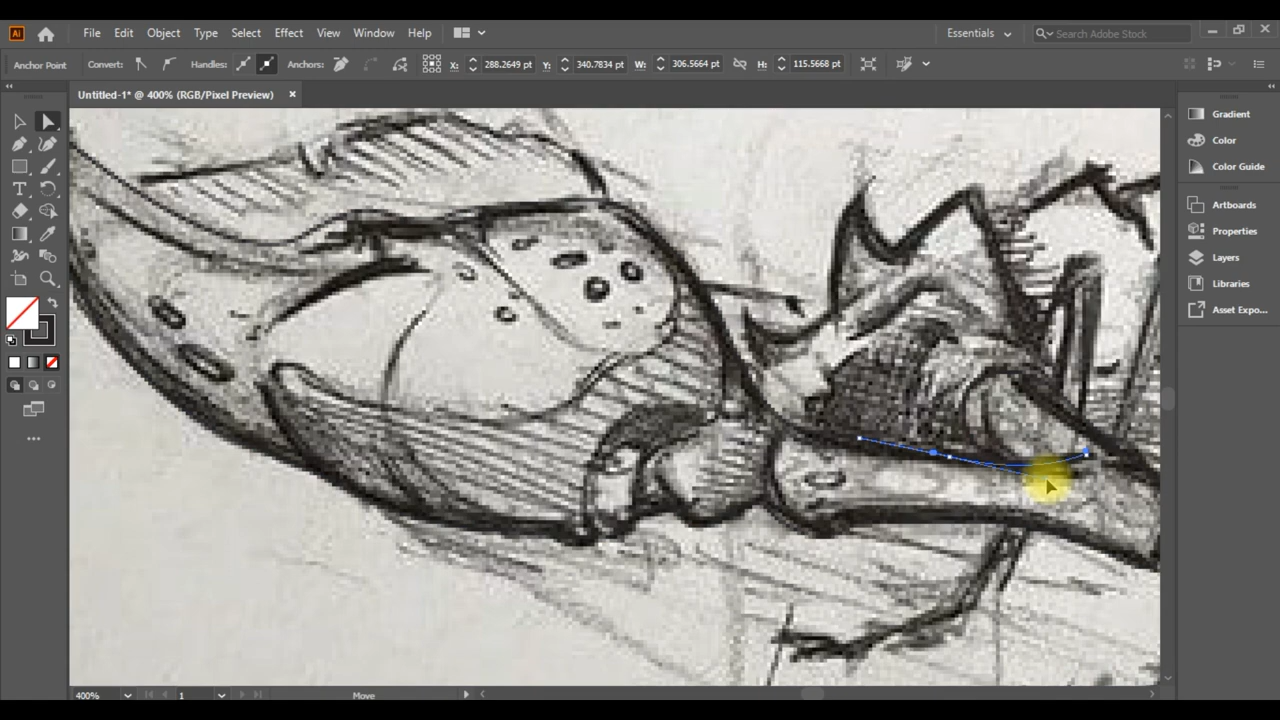 Ai File Edit Object Type Select Effect View Window Help Essentials Search Adobe Stock
Anchor Point Convert: Handles: Anchors: X: 288.2649 pt Y: 340.7834 pt W: 306.5664 pt H: 115.5668 pt
Untitled-1* @ 400% (RGB/Pixel Preview)
Gradient
Color
Color Guide
Artboards
Properties
Layers
Libraries
Asset Expo...
400% 1 Move